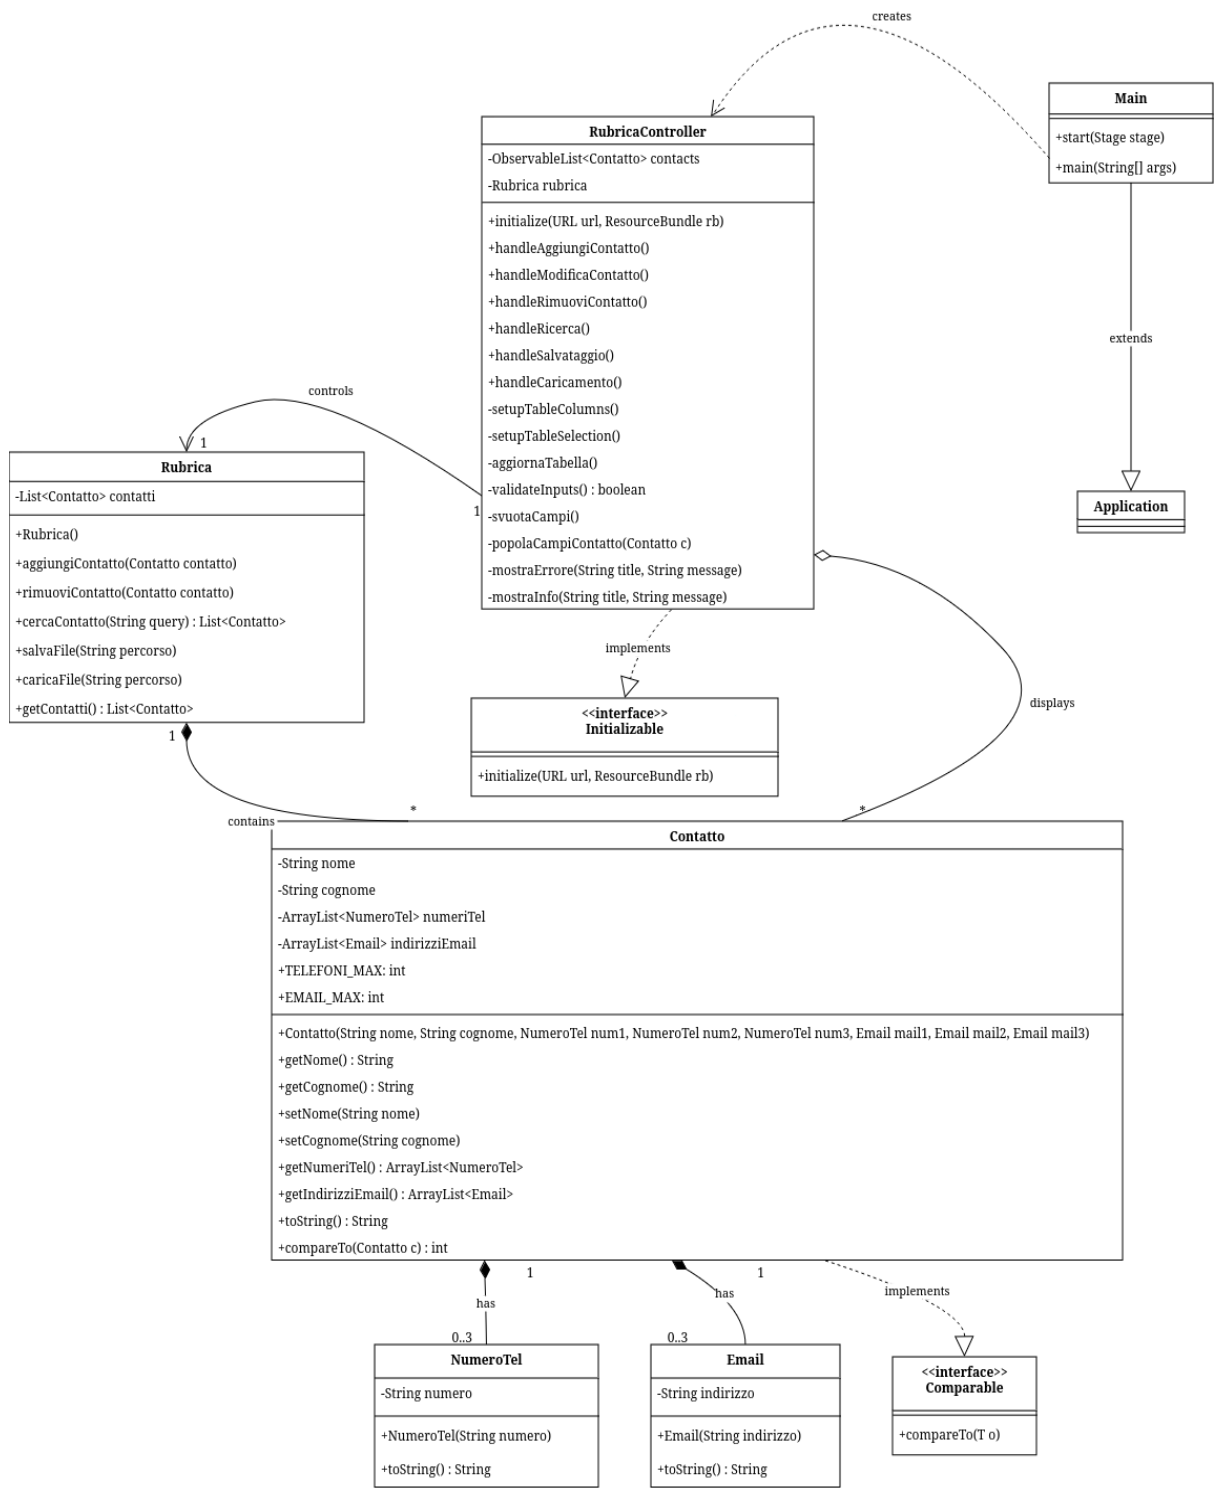 creates
Main
+start(Stage stage)
+main(String[] args)
RubricaController
-ObservableList<Contatto> contacts
-Rubrica rubrica
+initialize(URL url, ResourceBundle rb)
+handleAggiungiContatto()
+handleModificaContatto()
+handleRimuoviContatto()
+handleRicerca()
+handleSalvataggio()
+handleCaricamento()
-setupTableColumns()
-setupTableSelection()
-aggiornaTabella()
-validateInputs() : boolean
-svuotaCampi()
-popolaCampiContatto(Contatto c)
-mostraErrore(String title, String message)
-mostraInfo(String title, String message)
extends
Application
controls
1
1
Rubrica
-List<Contatto> contatti
+Rubrica()
+aggiungiContatto(Contatto contatto)
+rimuoviContatto(Contatto contatto)
+cercaContatto(String query) : List<Contatto>
+salvaFile(String percorso)
+caricaFile(String percorso)
+getContatti() : List<Contatto>
implements
<<interface>>
Initializable
+initialize(URL url, ResourceBundle rb)
displays
1
*
*
contains
Contatto
-String nome
-String cognome
-ArrayList<NumeroTel> numeriTel
-ArrayList<Email> indirizziEmail
+TELEFONI_MAX: int
+EMAIL_MAX: int
+Contatto(String nome, String cognome, NumeroTel num1, NumeroTel num2, NumeroTel num3, Email mail1, Email mail2, Email mail3)
+getNome() : String
+getCognome() : String
+setNome(String nome)
+setCognome(String cognome)
+getNumeriTel() : ArrayList<NumeroTel>
+getIndirizziEmail() : ArrayList<Email>
+toString() : String
+compareTo(Contatto c) : int
1
1
has
has
implements
0..3
0..3
NumeroTel
-String numero
+NumeroTel(String numero)
+toString() : String
Email
-String indirizzo
+Email(String indirizzo)
+toString() : String
<<interface>>
Comparable
+compareTo(T o)